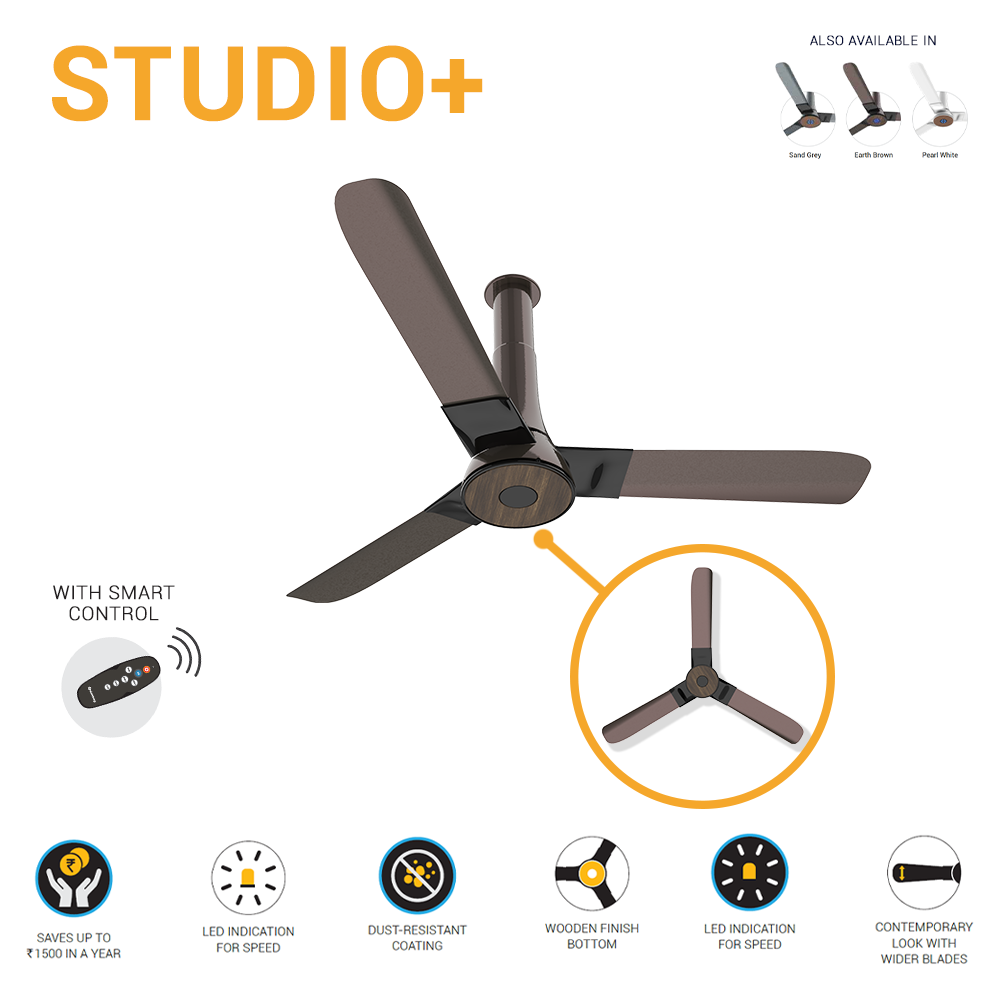 STUDIO+
ALSO AVAILABLE IN
Sand Grey
Earth Brown
Pearl White
WITH SMART
CONTROL
SAVES UP TO
₹1500 IN A YEAR
LED INDICATION
FOR SPEED
DUST-RESISTANT
COATING
WOODEN FINISH
BOTTOM
LED INDICATION
FOR SPEED
CONTEMPORARY
LOOK WITH
WIDER BLADES